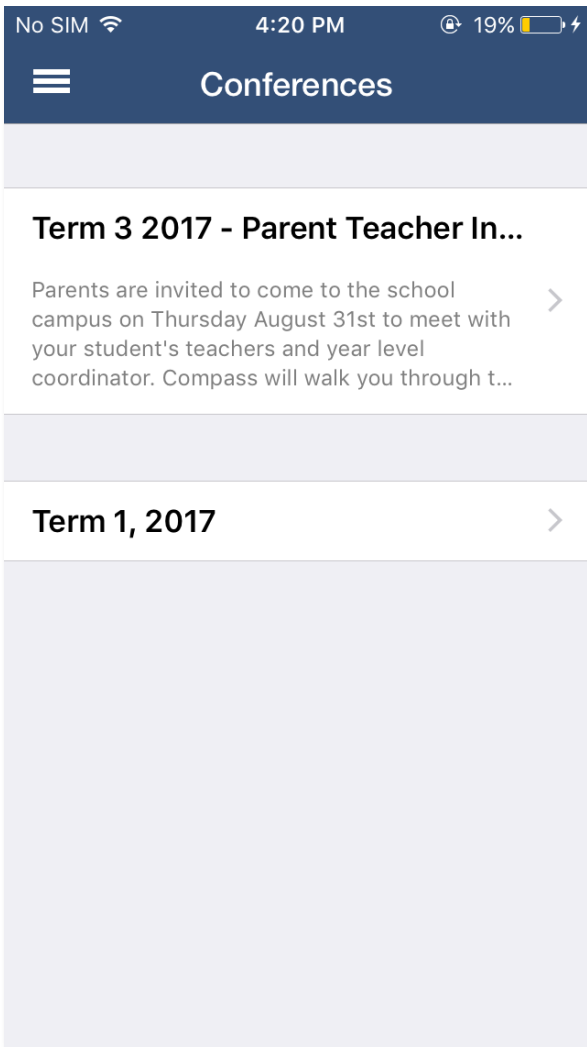 No SIM 4:20 PM 19%
Conferences
Term 3 2017 - Parent Teacher In...
Parents are invited to come to the school
campus on Thursday August 31st to meet with
your student's teachers and year level
coordinator. Compass will walk you through t...
Term 1, 2017